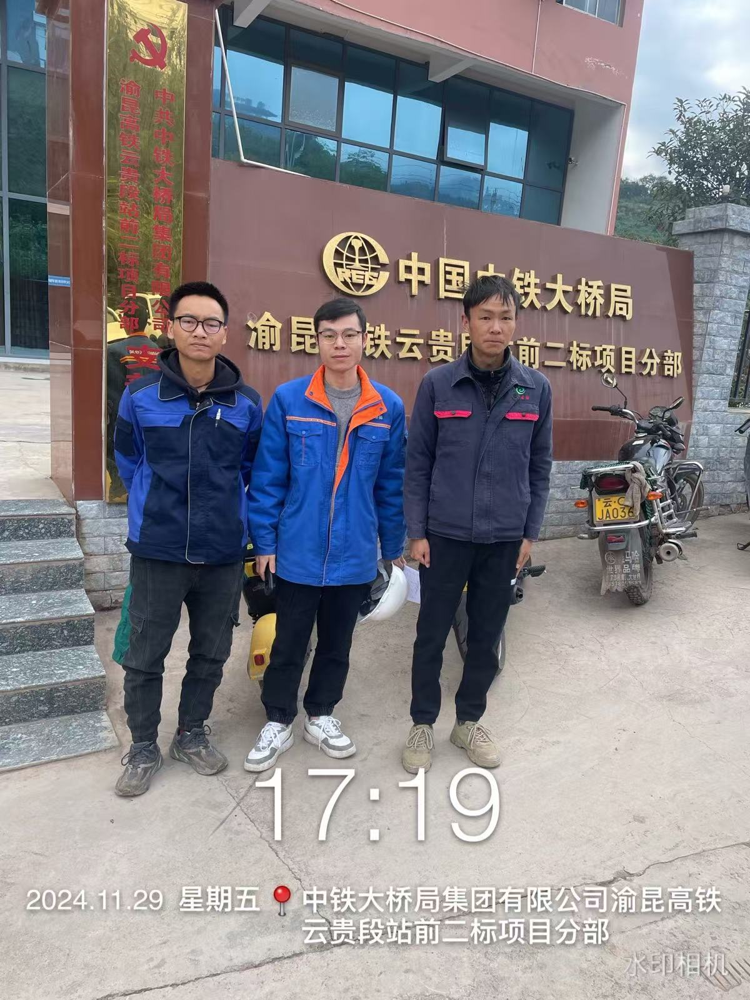 中共中铁大桥局集团有限公司
渝昆高铁云贵段站前二标项目分部
CREG
中国中铁大桥局
渝昆
铁云贵段站前二标项目分部
云·C
JA036
17:19
2024.11.29 星期五
中铁大桥局集团有限公司渝昆高铁
云贵段站前二标项目分部
水印相机